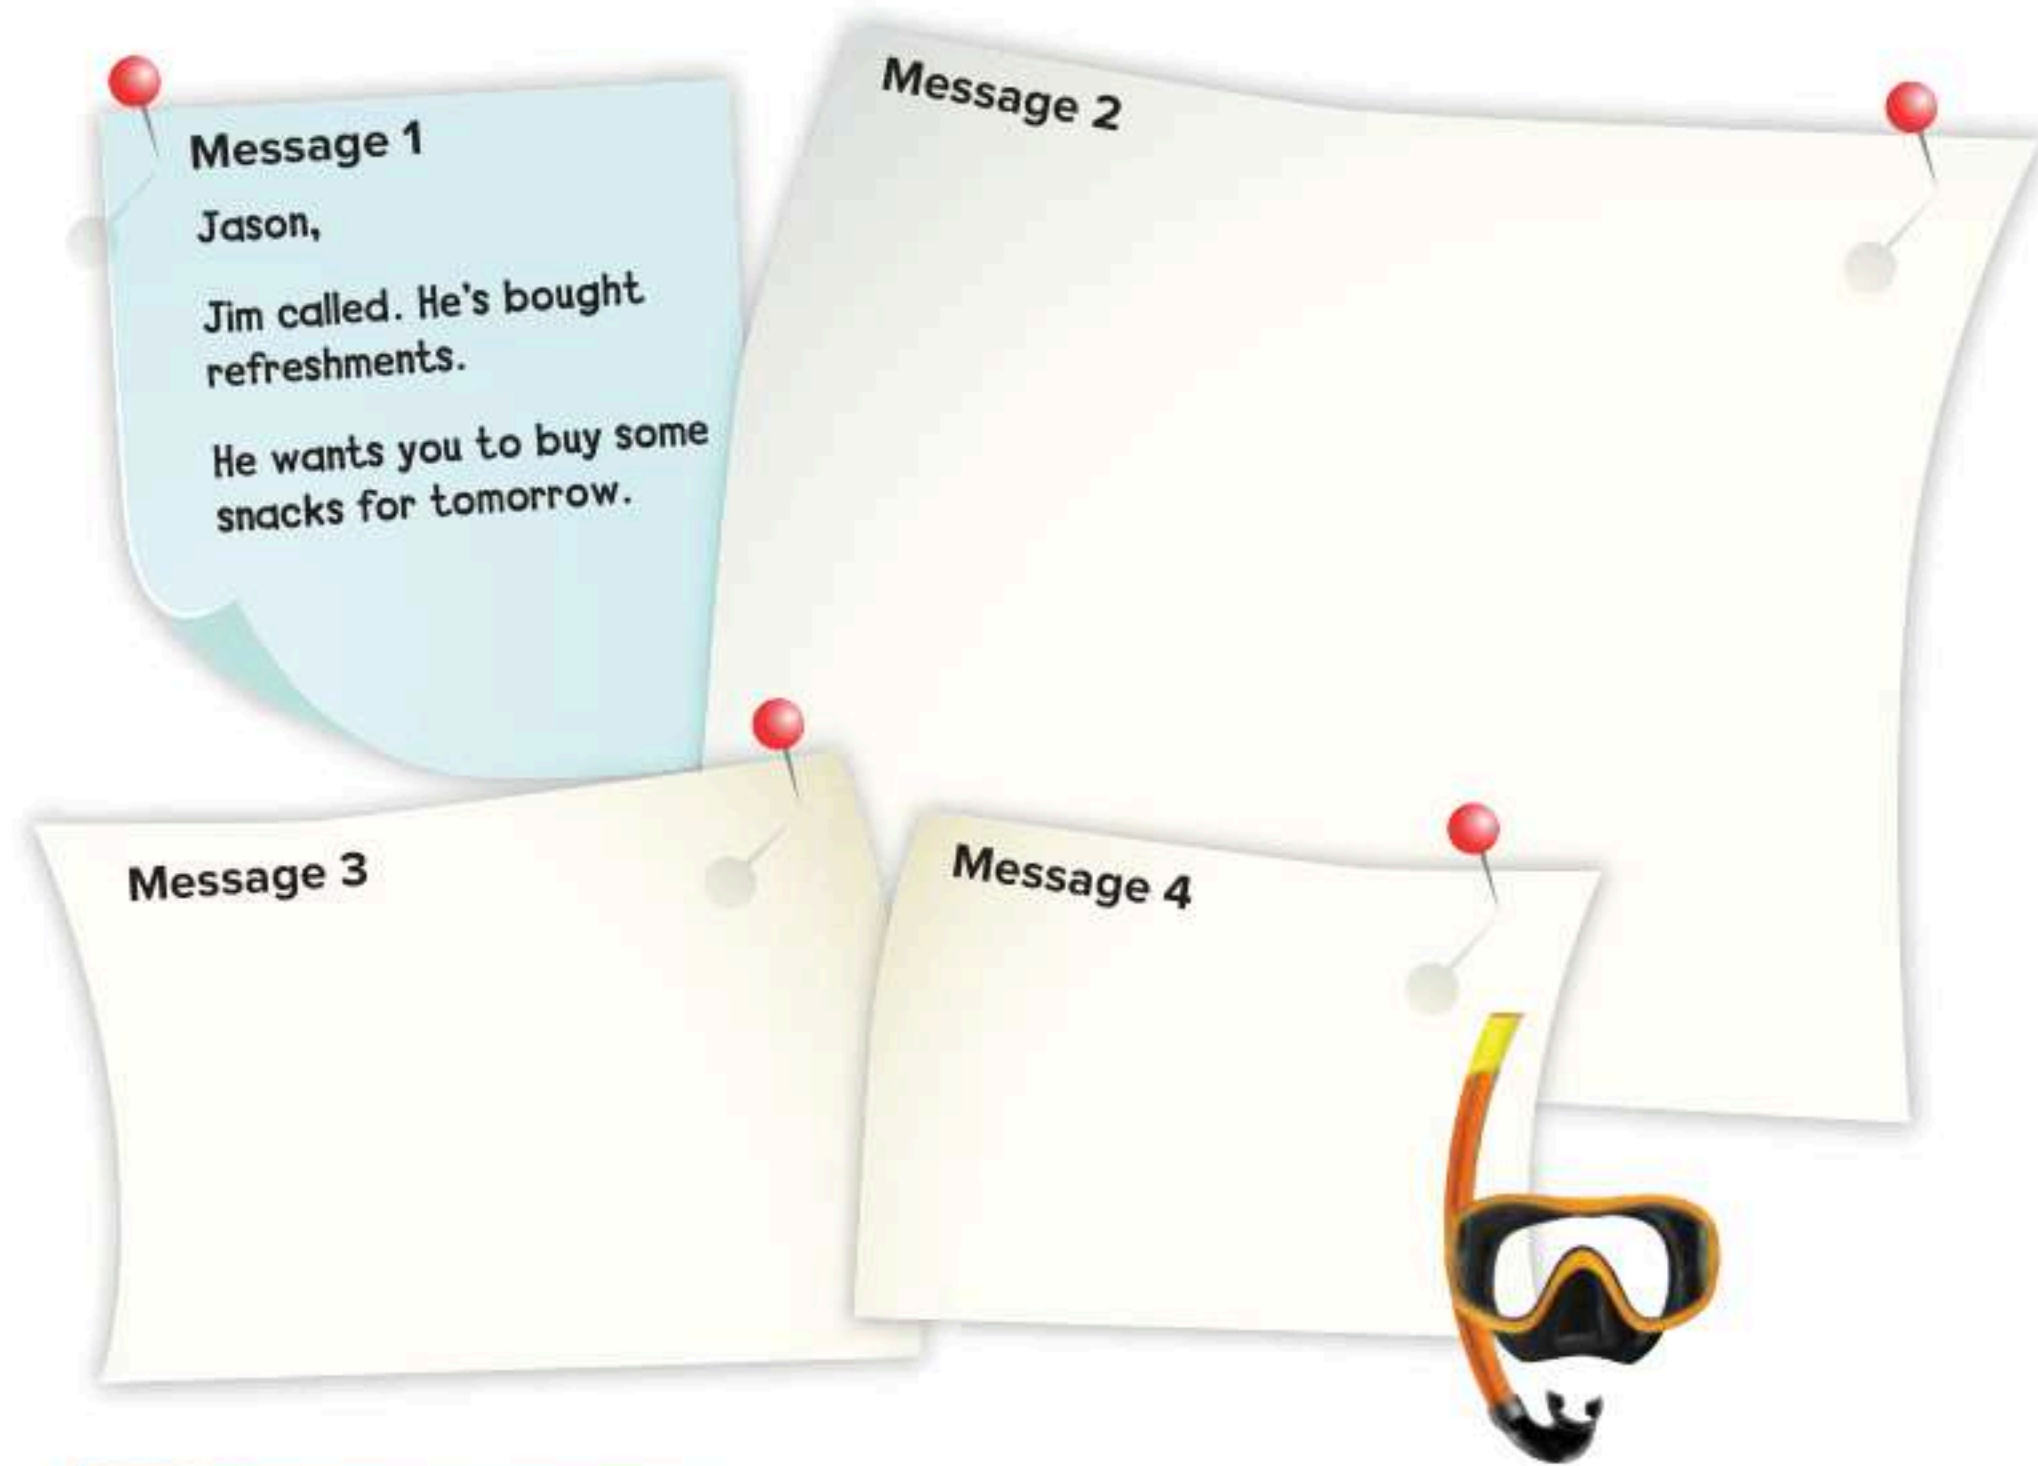 Message 1
Jason,
Jim called. He's bought
refreshments.
He wants you to buy some
snacks for tomorrow.
Message 2
Message 3
Message 4